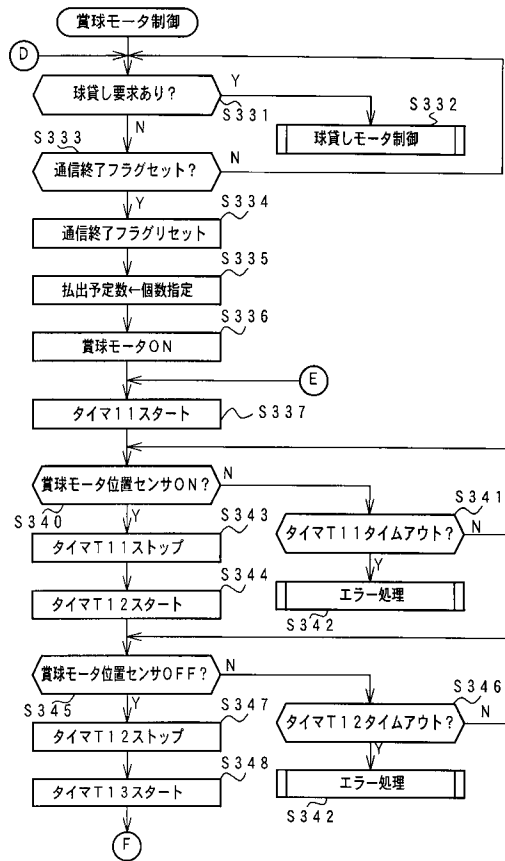 賞球モータ制御
D
球貸し要求あり?
Y
S331
S332
球貸しモータ制御
N
S333
通信終了フラグセット?
N
Y
S334
通信終了フラグリセット
S335
払出予定数←個数指定
S336
賞球モータON
E
タイマ11スタート
S337
賞球モータ位置センサON?
N
S340
Y
S341
タイマT11タイムアウト?
N
S343
タイマT11ストップ
Y
S344
エラー処理
S342
タイマT12スタート
賞球モータ位置センサOFF?
N
S345
Y
S346
タイマT12タイムアウト?
N
S347
タイマT12ストップ
Y
S348
エラー処理
S342
タイマT13スタート
F